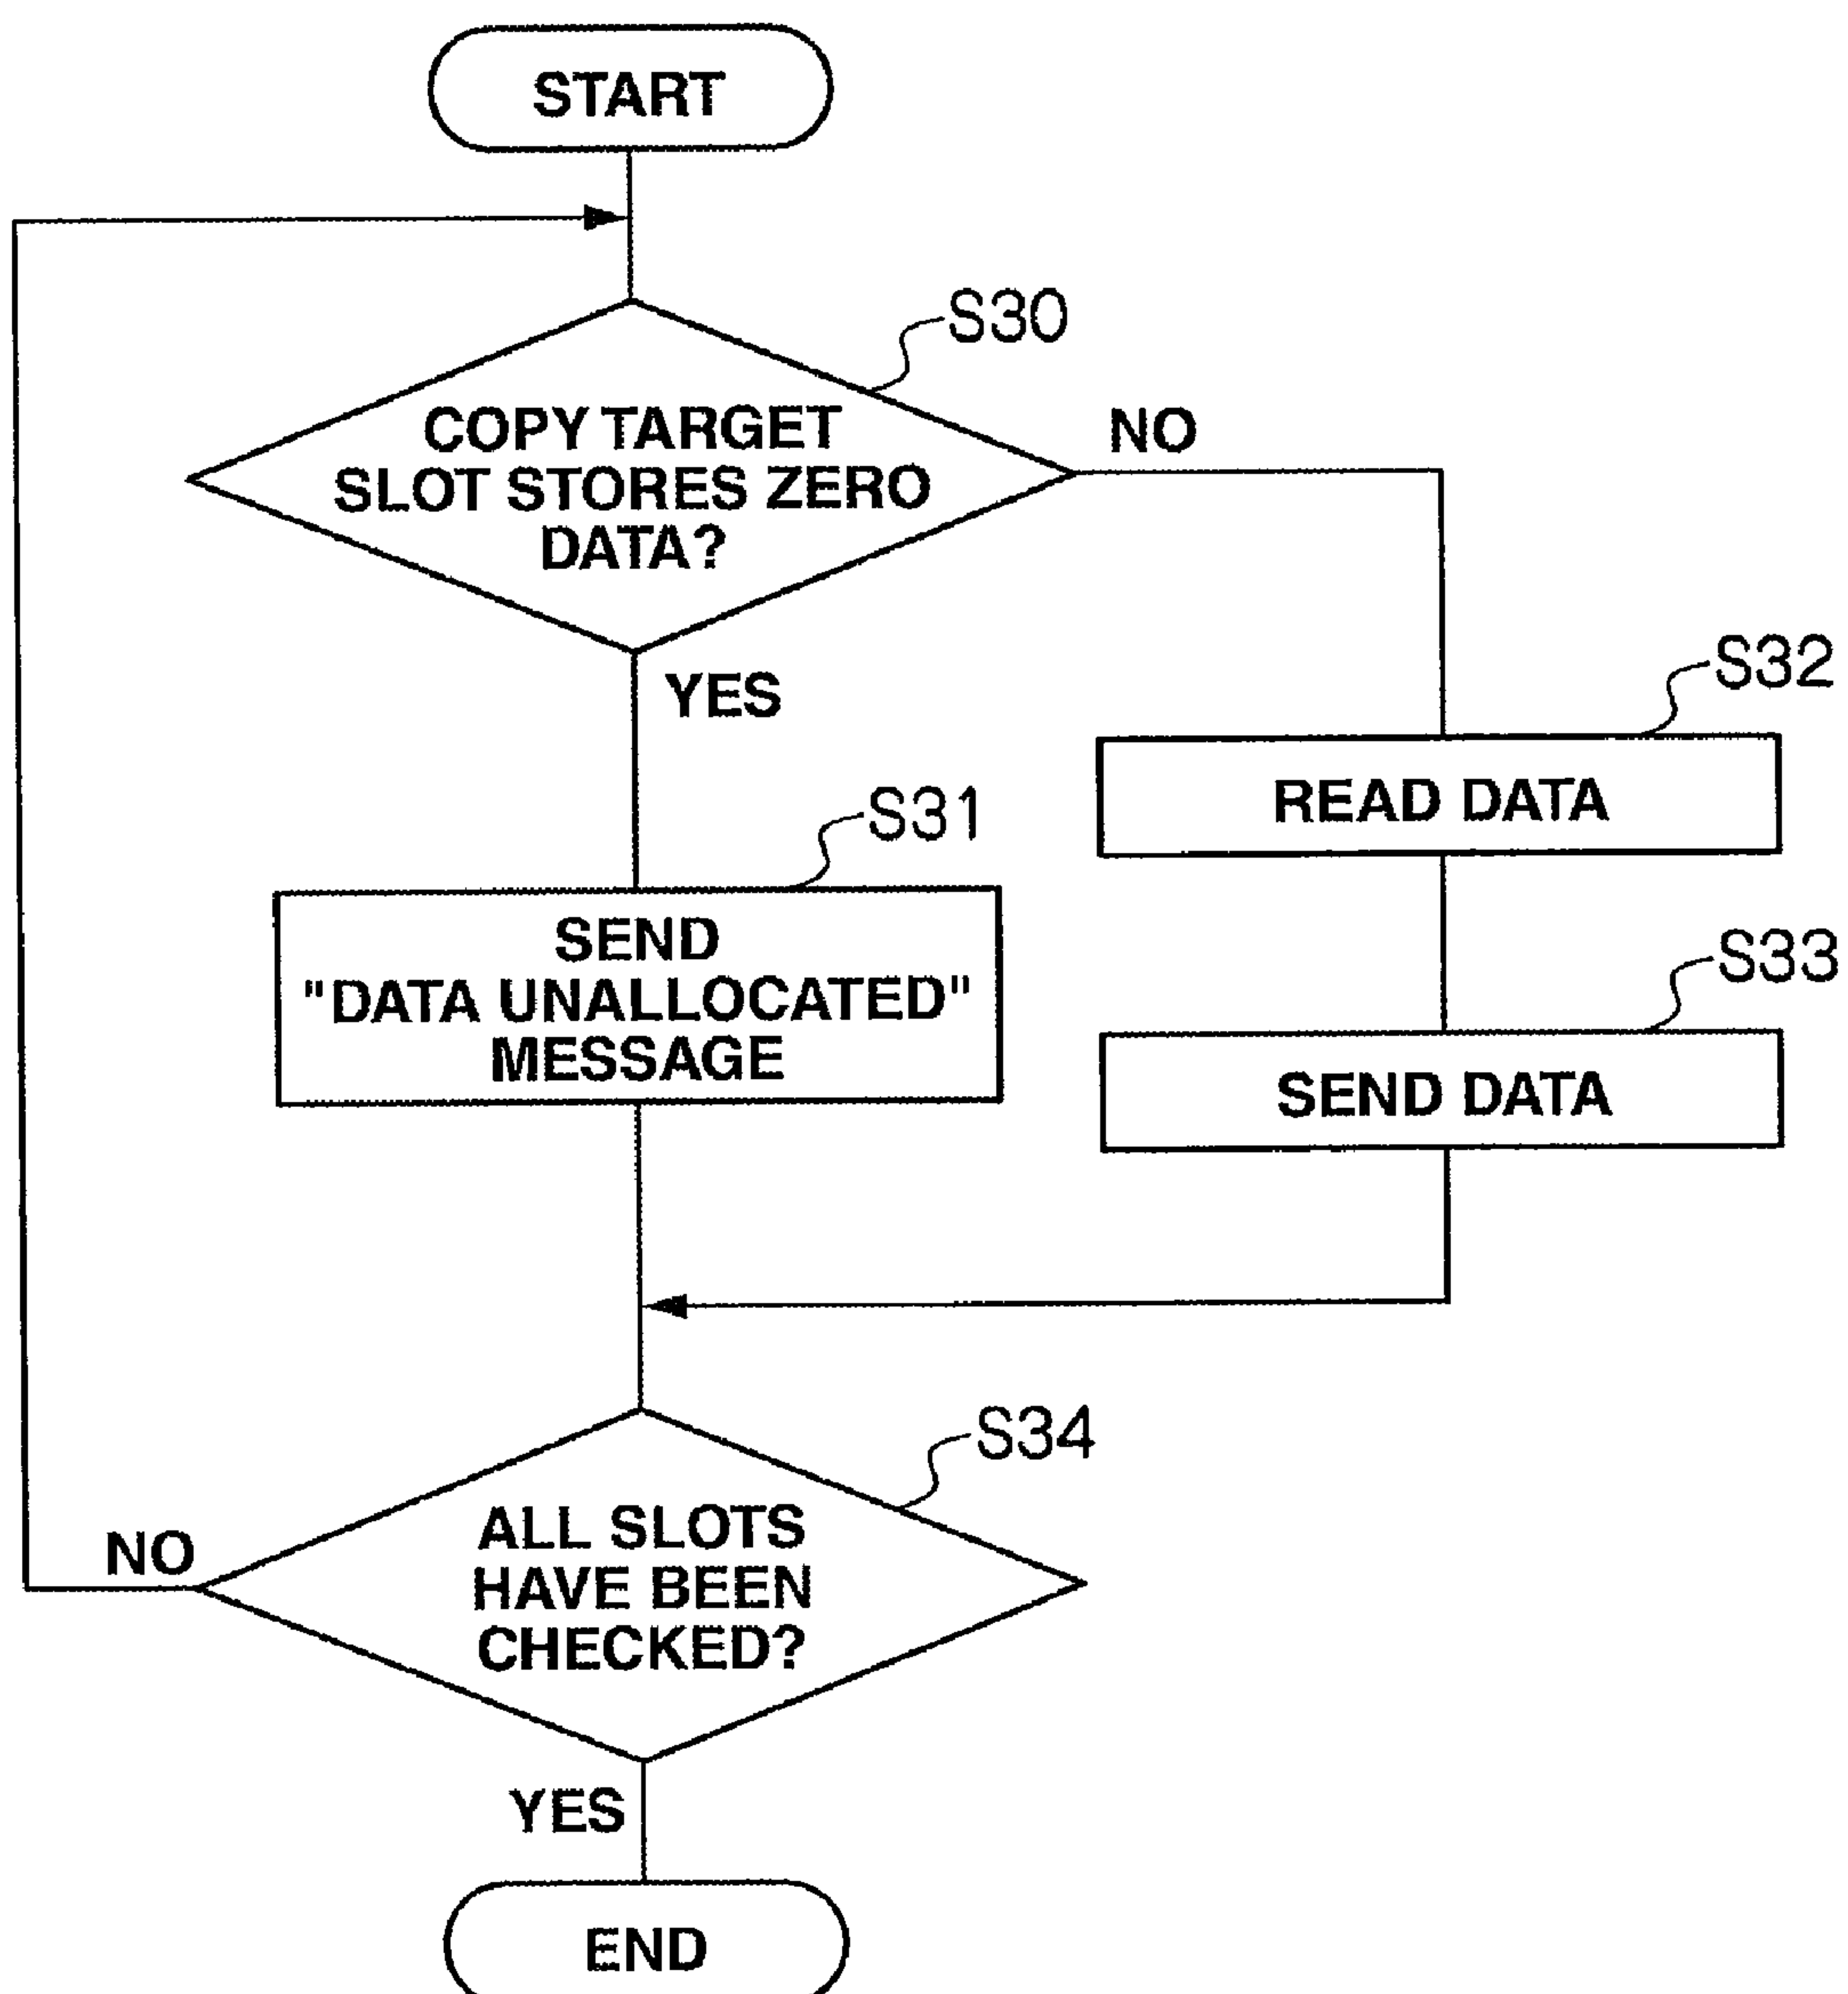 START
S30
COPY TARGET
SLOT STORES ZERO
DATA?
NO
YES
S32
READ DATA
S31
SEND
"DATA UNALLOCATED"
MESSAGE
S33
SEND DATA
S34
ALL SLOTS
HAVE BEEN
CHECKED?
NO
YES
END